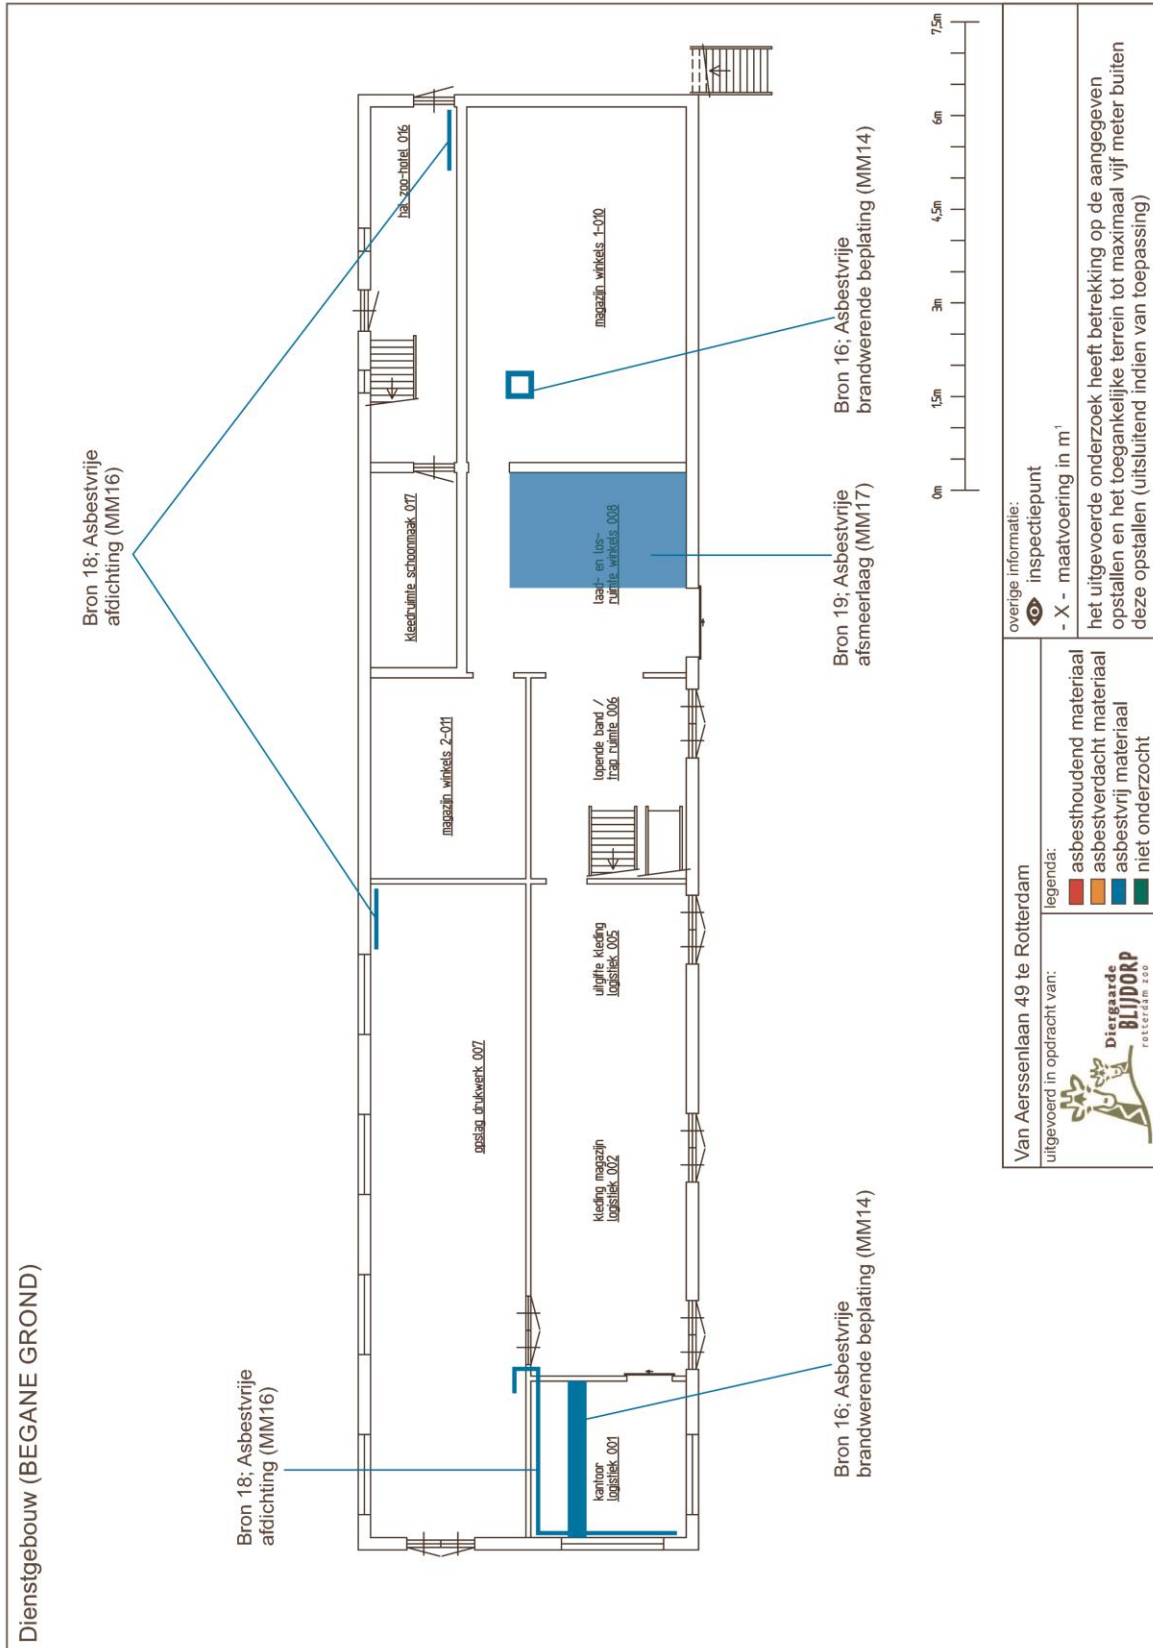 Dienstgebouw (BEGANE GROND)
Bron 18; Asbestvrije
afdichting (MM16)
Bron 18; Asbestvrije
afdichting (MM16)
hal zoo-hotel 016
kleedruimte schoonmaak 017
magazijn winkels 2-011
opslag drukwerk 007
magazijn winkels 1-010
laad- en los-
ruimte winkels 008
lopende band /
trap ruimte 006
uitgifte kleding
logistiek 005
kleding magazijn
logistiek 002
kantoor
logistiek 001
Bron 16; Asbestvrije
brandwerende beplating (MM14)
Bron 19; Asbestvrije
afsmeerlaag (MM17)
Bron 16; Asbestvrije
brandwerende beplating (MM14)
0m 1,5m 3m 4,5m 6m 7,5m
Van Aerssenlaan 49 te Rotterdam
uitgevoerd in opdracht van:
Diergaarde
BLIJDORP
rotterdam zoo
legenda:
asbesthoudend materiaal
asbestverdacht materiaal
asbestvrij materiaal
niet onderzocht
overige informatie:
inspectiepunt
- X - maatvoering in m¹
het uitgevoerde onderzoek heeft betrekking op de aangegeven
opstallen en het toegankelijke terrein tot maximaal vijf meter buiten
deze opstallen (uitsluitend indien van toepassing)